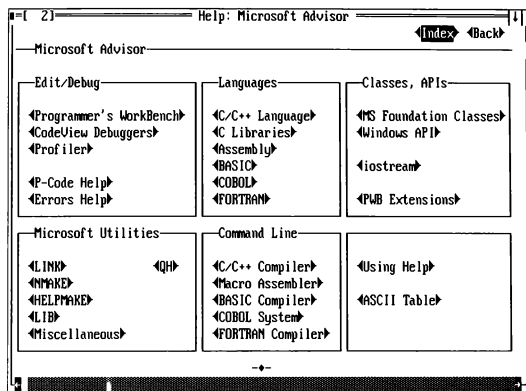 [ 2] Help: Microsoft Advisor
◄Index► ◄Back►
Microsoft Advisor
Edit/Debug
◄Programmer's WorkBench►
◄CodeView Debuggers►
◄Profiler►
◄P-Code Help►
◄Errors Help►
Languages
◄C/C++ Language►
◄C Libraries►
◄Assembly►
◄BASIC►
◄COBOL►
◄FORTRAN►
Classes, APIs
◄MS Foundation Classes►
◄Windows API►
◄iostream►
◄PWB Extensions►
Microsoft Utilities
◄LINK► ◄QH►
◄NMAKE►
◄HELPMAKE►
◄LIB►
◄Miscellaneous►
Command Line
◄C/C++ Compiler►
◄Macro Assembler►
◄BASIC Compiler►
◄COBOL System►
◄FORTRAN Compiler►
◄Using Help►
◄ASCII Table►